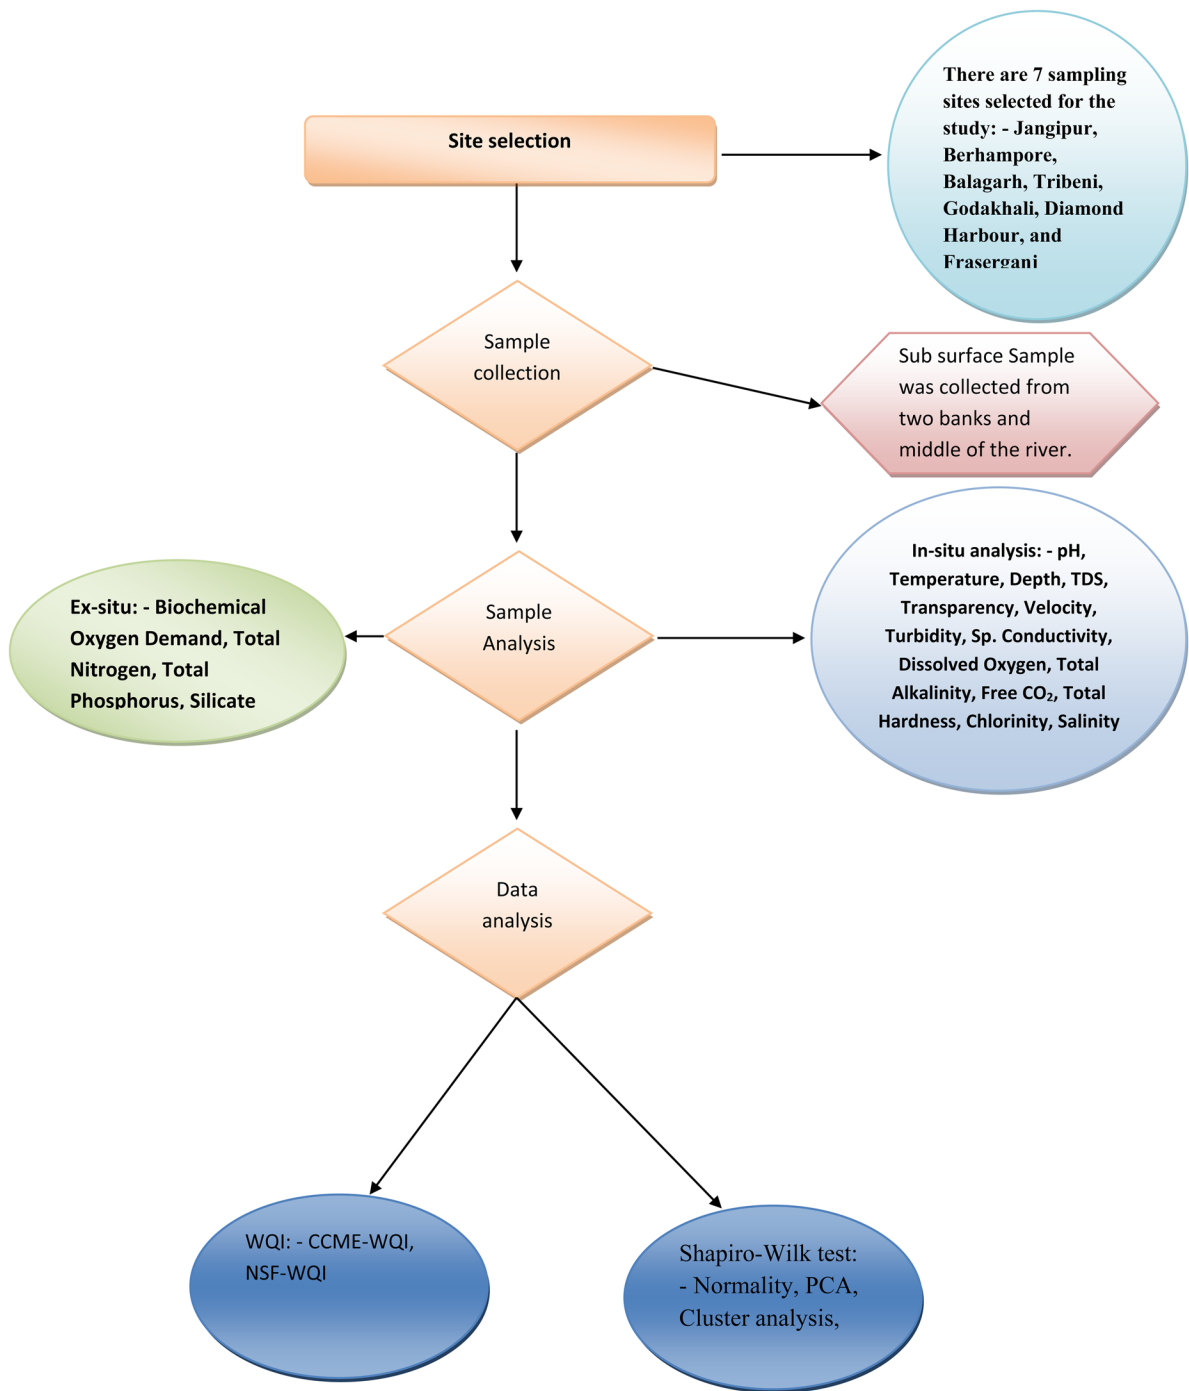 Site selection
There are 7 sampling
sites selected for the
study: - Jangipur,
Berhampore,
Balagarh, Tribeni,
Godakhali, Diamond
Harbour, and
Fraserganj
Sample
collection
Sub surface Sample
was collected from
two banks and
middle of the river.
Sample
Analysis
Ex-situ: - Biochemical
Oxygen Demand, Total
Nitrogen, Total
Phosphorus, Silicate
In-situ analysis: - pH,
Temperature, Depth, TDS,
Transparency, Velocity,
Turbidity, Sp. Conductivity,
Dissolved Oxygen, Total
Alkalinity, Free CO₂, Total
Hardness, Chlorinity, Salinity
Data
analysis
WQI: - CCME-WQI,
NSF-WQI
Shapiro-Wilk test:
- Normality, PCA,
Cluster analysis,